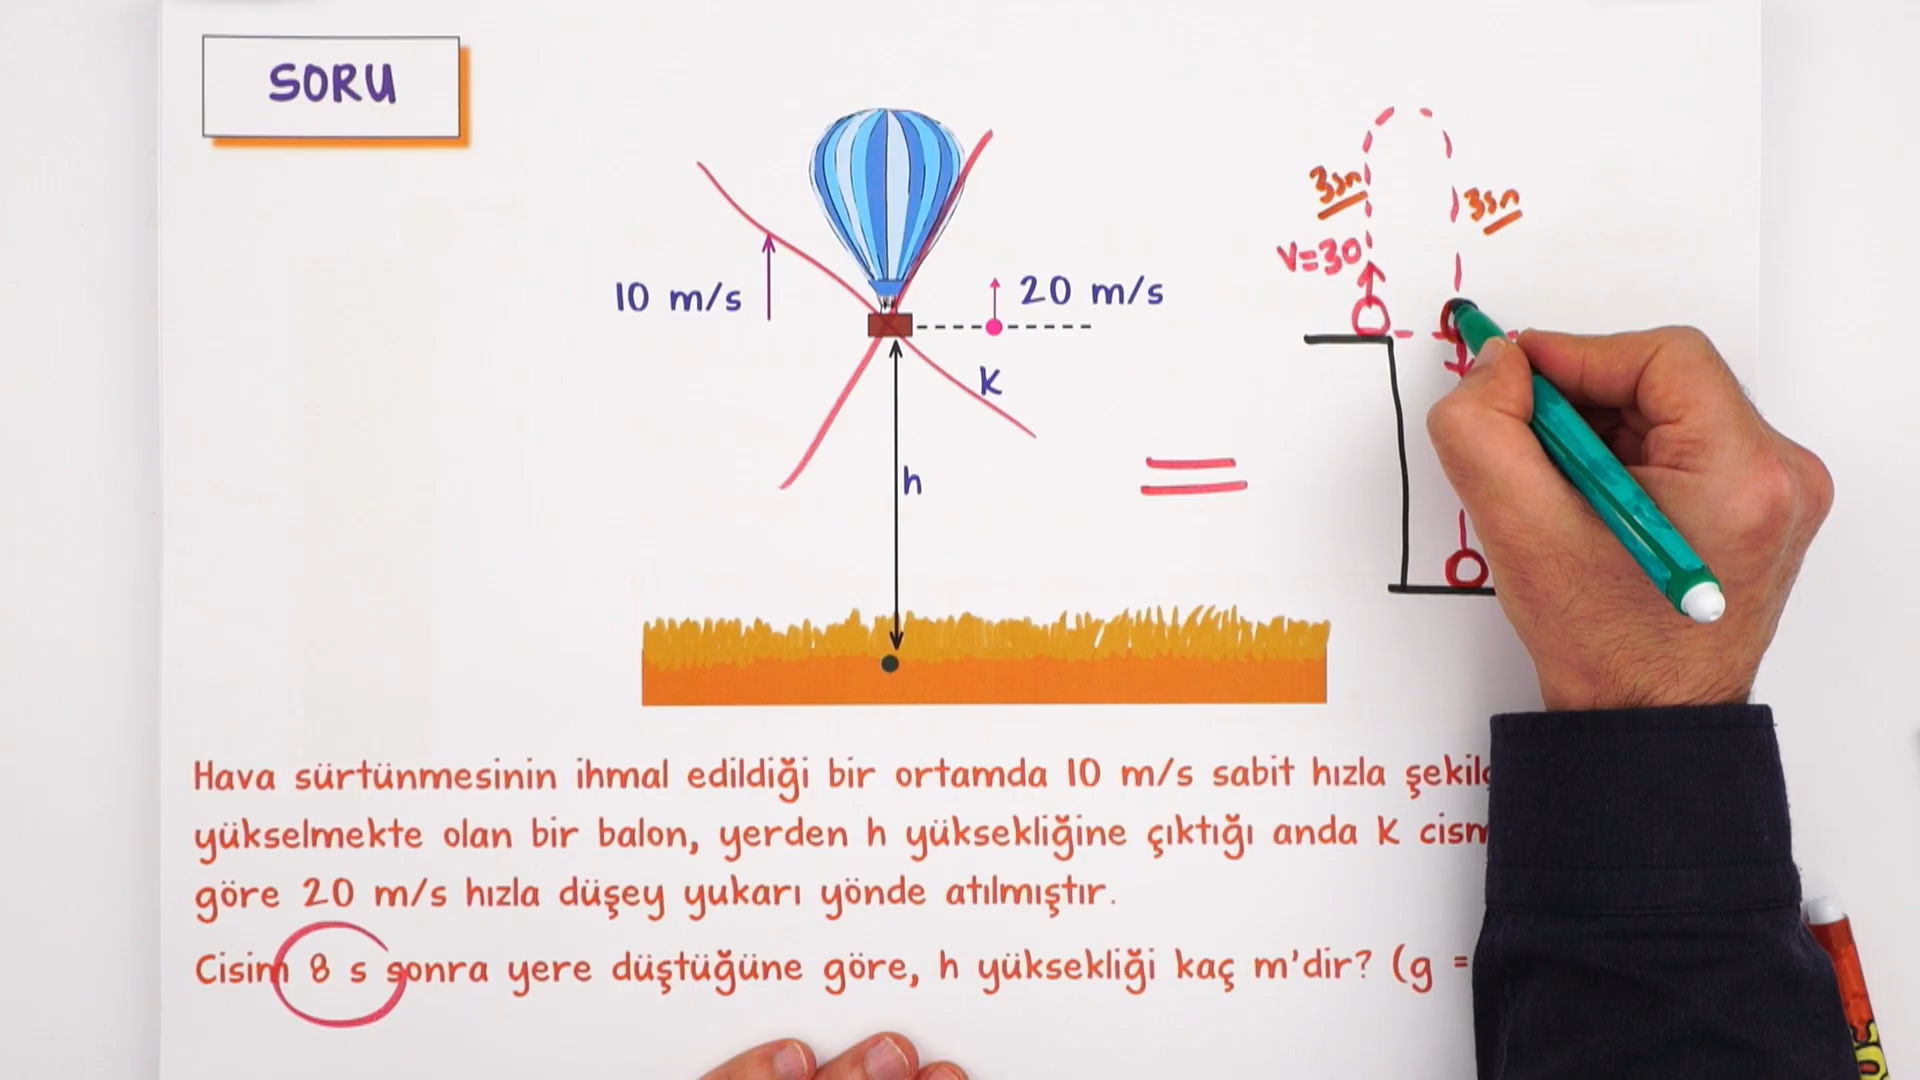 SORU
3sn
3sn
V=30
10 m/s
20 m/s
K
h
Hava sürtünmesinin ihmal edildiği bir ortamda 10 m/s sabit hızla
yükselmekte olan bir balon, yerden h yüksekliğine çıktığı anda K
göre 20 m/s hızla düşey yukarı yönde atılmıştır.
Cisim 8 s sonra yere düştüğüne göre, h yüksekliği kaç m'dir? (g =